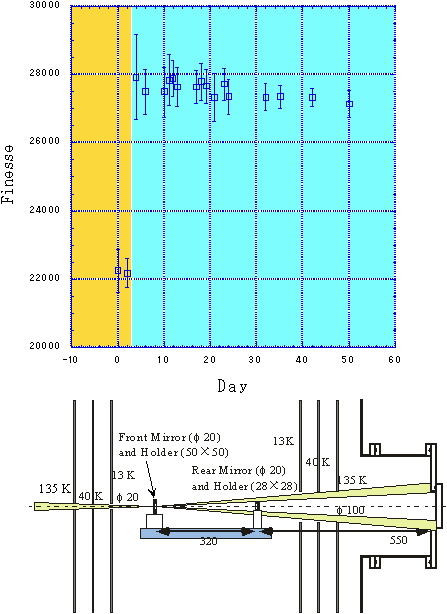 30000
28000
26000
24000
22000
20000
Finesse
-10 0 10 20 30 40 50 60
Day
Front Mirror (ϕ 20)
and Holder (50×50)
Rear Mirror (ϕ 20)
and Holder (28×28)
13K
40 K
135 K
135 K
40 K
13 K
ϕ 20
ϕ 100
320
550